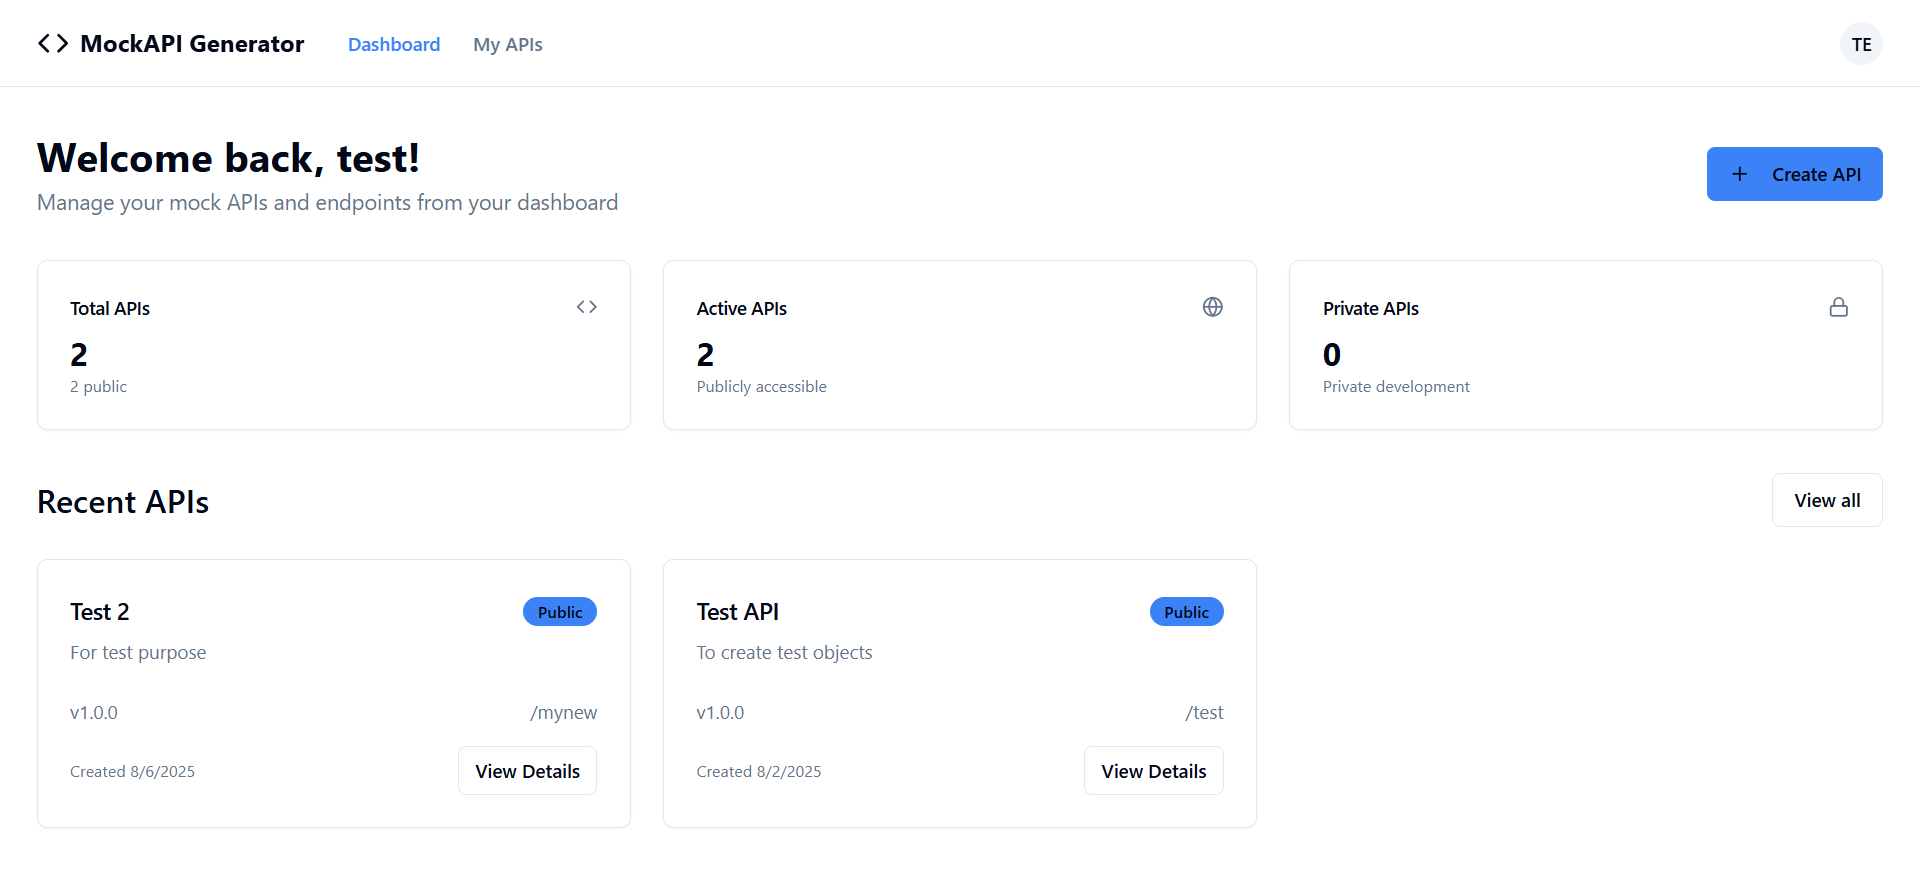 MockAPI Generator Dashboard My APIs TE
Welcome back, test!
Manage your mock APIs and endpoints from your dashboard
+ Create API
Total APIs
2
2 public
Active APIs
2
Publicly accessible
Private APIs
0
Private development
Recent APIs
View all
Test 2 Public
For test purpose
v1.0.0 /mynew
Created 8/6/2025 View Details
Test API Public
To create test objects
v1.0.0 /test
Created 8/2/2025 View Details